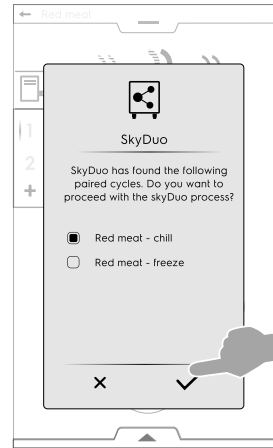 Red meat
SkyDuo
SkyDuo has found the following
paired cycles. Do you want to
proceed with the skyDuo process?
1
2
+
Red meat - chill
Red meat - freeze